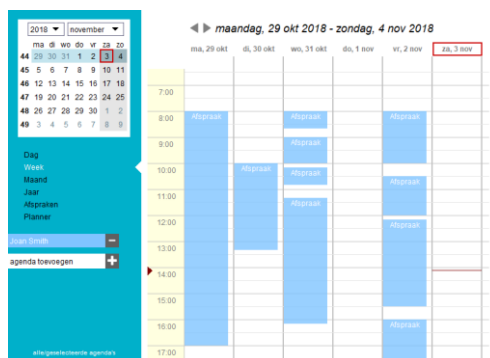 2018 november
ma di wo do vr za zo
44 29 30 31 1 2 3 4
45 5 6 7 8 9 10 11
46 12 13 14 15 16 17 18
47 19 20 21 22 23 24 25
48 26 27 28 29 30 1 2
49 3 4 5 6 7 8 9
Dag
Week
Maand
Jaar
Afspraken
Planner
Joan Smith
agenda toevoegen
alle/geselecteerde agenda's
maandag, 29 okt 2018 - zondag, 4 nov 2018
ma, 29 okt di, 30 okt wo, 31 okt do, 1 nov vr, 2 nov za, 3 nov
7:00
8:00 Afspraak Afspraak Afspraak
9:00 Afspraak
10:00 Afspraak Afspraak Afspraak
11:00 Afspraak
12:00 Afspraak
13:00
14:00
15:00
16:00 Afspraak
17:00